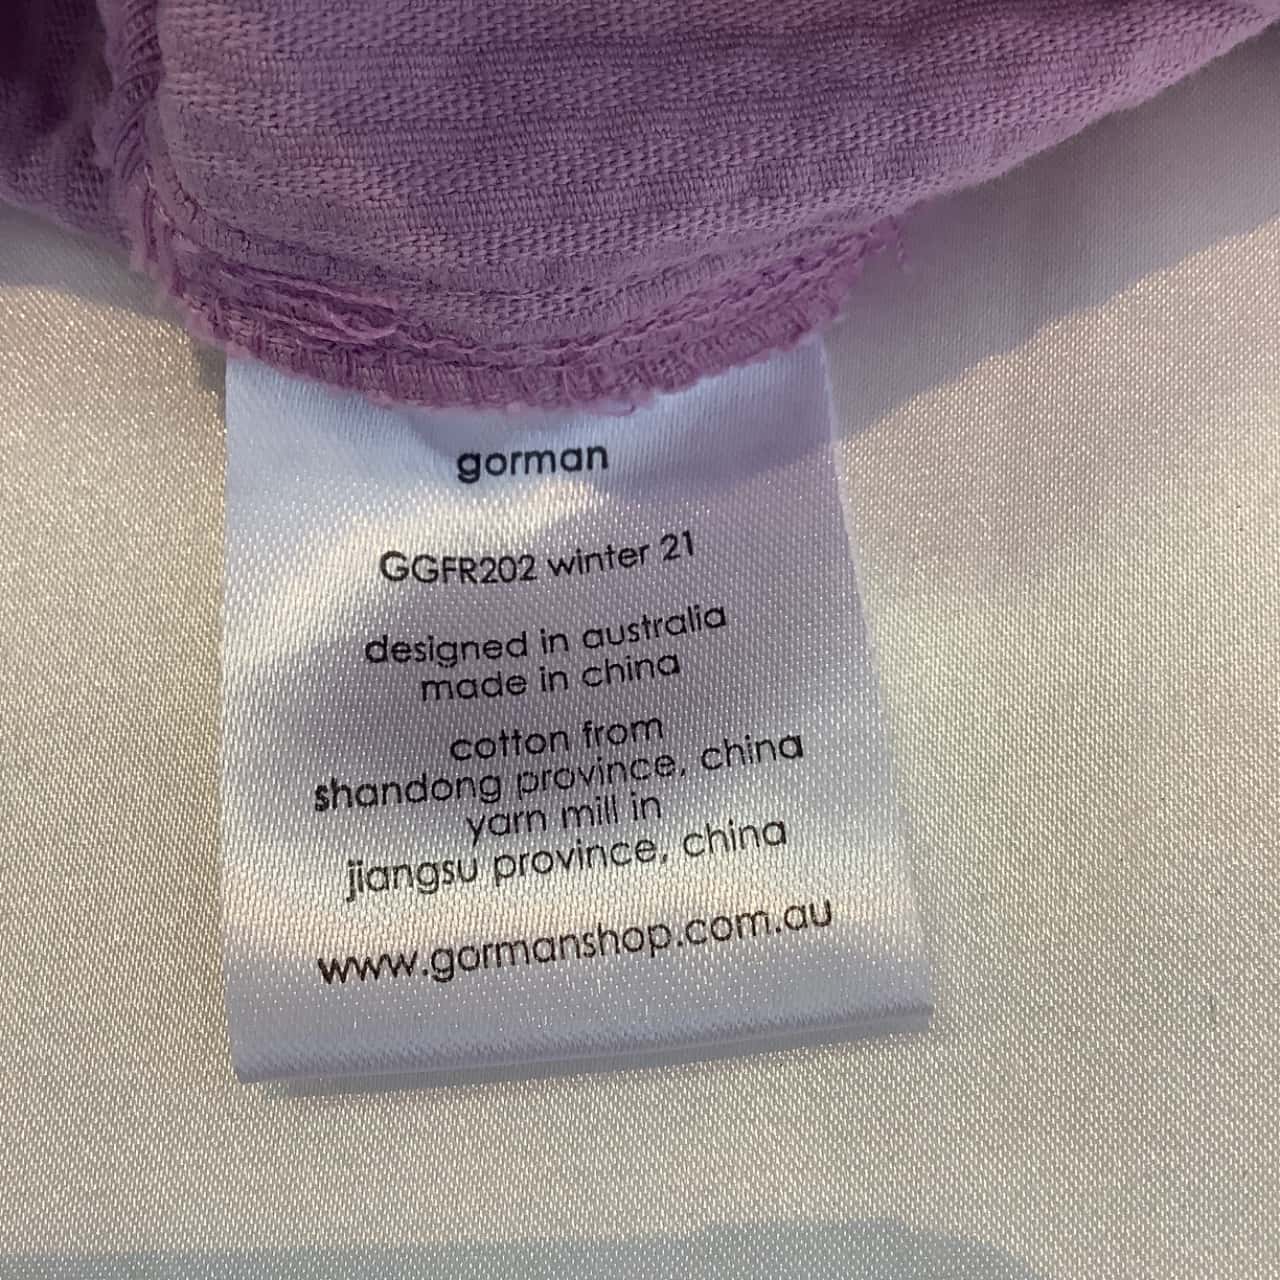 gorman
GGFR202 winter 21
designed in australia
made in china
cotton from
shandong province, china
yarn mill in
jiangsu province, china
www.gormanshop.com.au